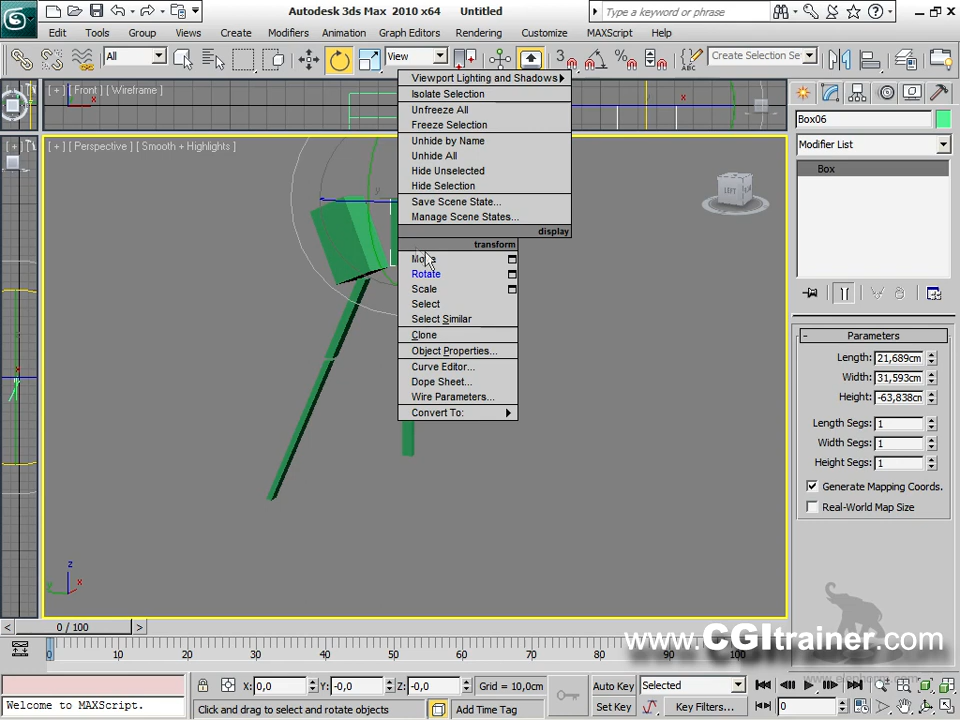 Autodesk 3ds Max 2010 x64 Untitled
Type a keyword or phrase
Edit Tools Group Views Create Modifiers Animation Graph Editors Rendering Customize MAXScript Help
All
View
3
Create Selection Se
[ + ] [ Front ] [ Wireframe ]
[ + ] [ Perspective ] [ Smooth + Highlights ]
Viewport Lighting and Shadows
Isolate Selection
Unfreeze All
Freeze Selection
Unhide by Name
Unhide All
Hide Unselected
Hide Selection
Save Scene State...
Manage Scene States...
display
transform
Move
Rotate
Scale
Select
Select Similar
Clone
Object Properties...
Curve Editor...
Dope Sheet...
Wire Parameters...
Convert To:
LEFT
x
y
z
x
Box06
Modifier List
Box
- Parameters
Length: 21,689cm
Width: 31,593cm
Height: -63,838cm
Length Segs: 1
Width Segs: 1
Height Segs: 1
Generate Mapping Coords.
Real-World Map Size
www.CGItrainer.com
< 0 / 100 >
0 10 20 30 40 50 60 70 80 90 100
X: 0,0 Y: -0,0 Z: -0,0 Grid = 10,0cm
Auto Key Selected
Welcome to MAXScript.
Click and drag to select and rotate objects
Add Time Tag
Set Key Key Filters... 0